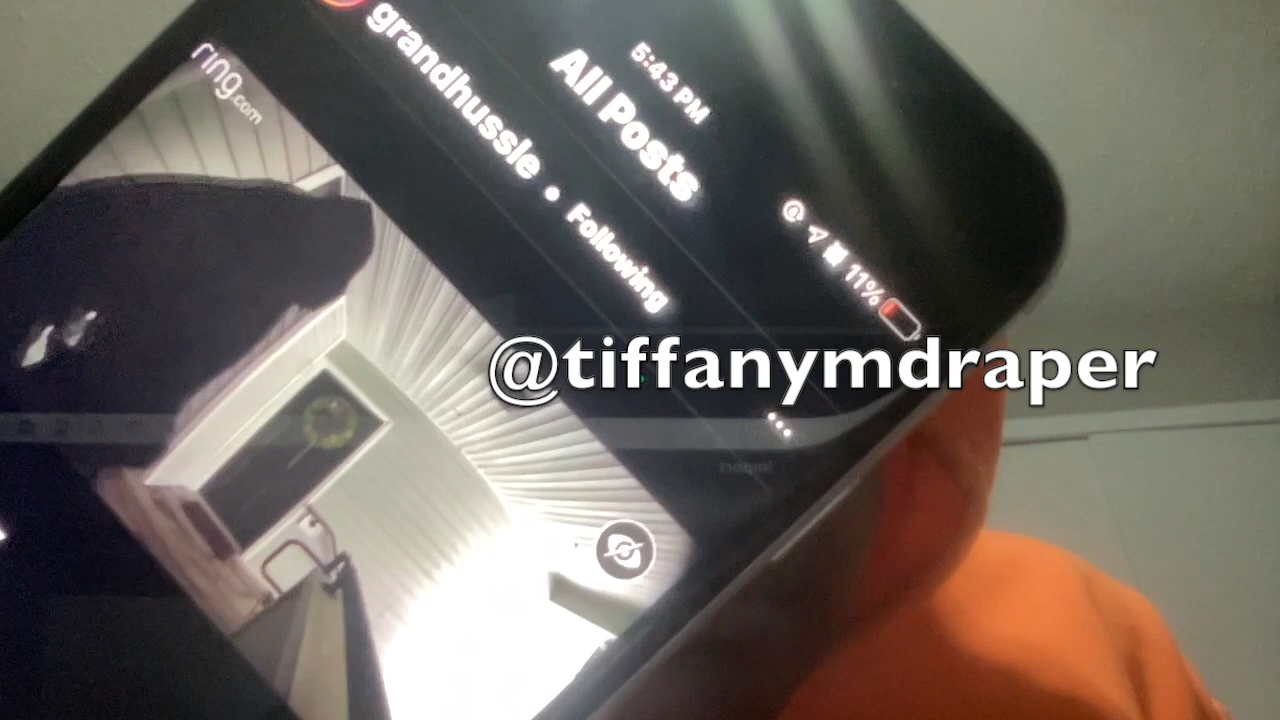 5:43 PM
11%
All Posts
grandhussle • Following
...
ring.com
@tiffanymdraper